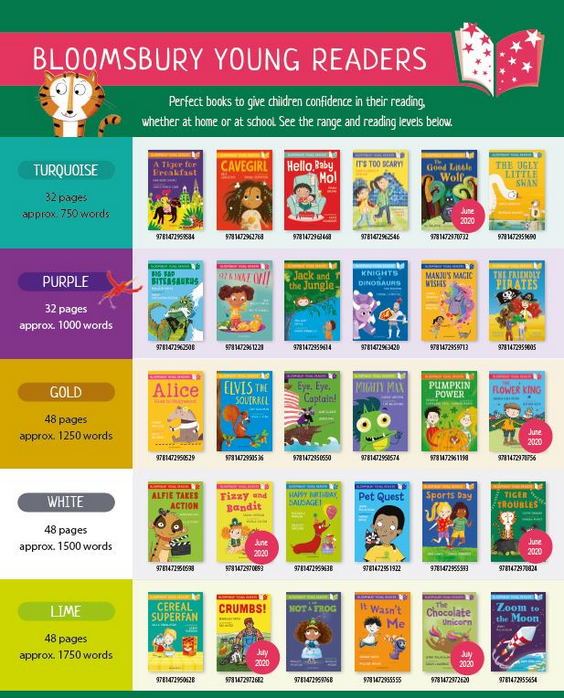 BLOOMSBURY YOUNG READERS
Perfect books to give children confidence in their reading,
whether at home or at school. See the range and reading levels below.
TURQUOISE
32 pages
approx. 750 words
A Tiger for
Breakfast
CAVEGIRL
Hello, Baby
Mo!
IT'S TOO SCARY!
The
Good Little
Wolf
June
2020
THE UGLY
LITTLE
SWAN
9781472959584
9781472962768
9781472963468
9781472962546
9781472970732
9781472959690
PURPLE
32 pages
approx. 1000 words
BIG BAD
BITEASAURUS
Jack and
the Jungle
KNIGHTS
DINOSAURS
MANJU'S MAGIC
WISHES
THE FRIENDLY
PIRATES
9781472962508
9781472961228
9781472959614
9781472963420
9781472959713
9781472959805
GOLD
48 pages
approx. 1250 words
Alice
ELVIS THE
SQUIRREL
Eye, Eye,
Captain!
MIGHTY MAX
PUMPKIN
POWER
THE
FLOWER KING
June
2020
9781472950529
9781472950536
9781472950550
9781472950574
9781472961198
9781472970756
WHITE
48 pages
approx. 1500 words
ALFIE TAKES
ACTION
Fizzy and
Bandit
June
2020
HAPPY BIRTHDAY,
SAUSAGE!
Pet Quest
Sports Day
TIGER
TROUBLES
June
2020
9781472950598
9781472970893
9781472959638
9781472951922
9781472955593
9781472970824
LIME
48 pages
approx. 1750 words
CEREAL
SUPERFAN
CRUMBS!
July
2020
I AM
NOT A FROG
It Wasn't
Me
The
Chocolate
Unicorn
July
2020
Zoom to
the Moon
9781472950628
9781472972682
9781472959768
9781472955555
9781472972620
9781472955654